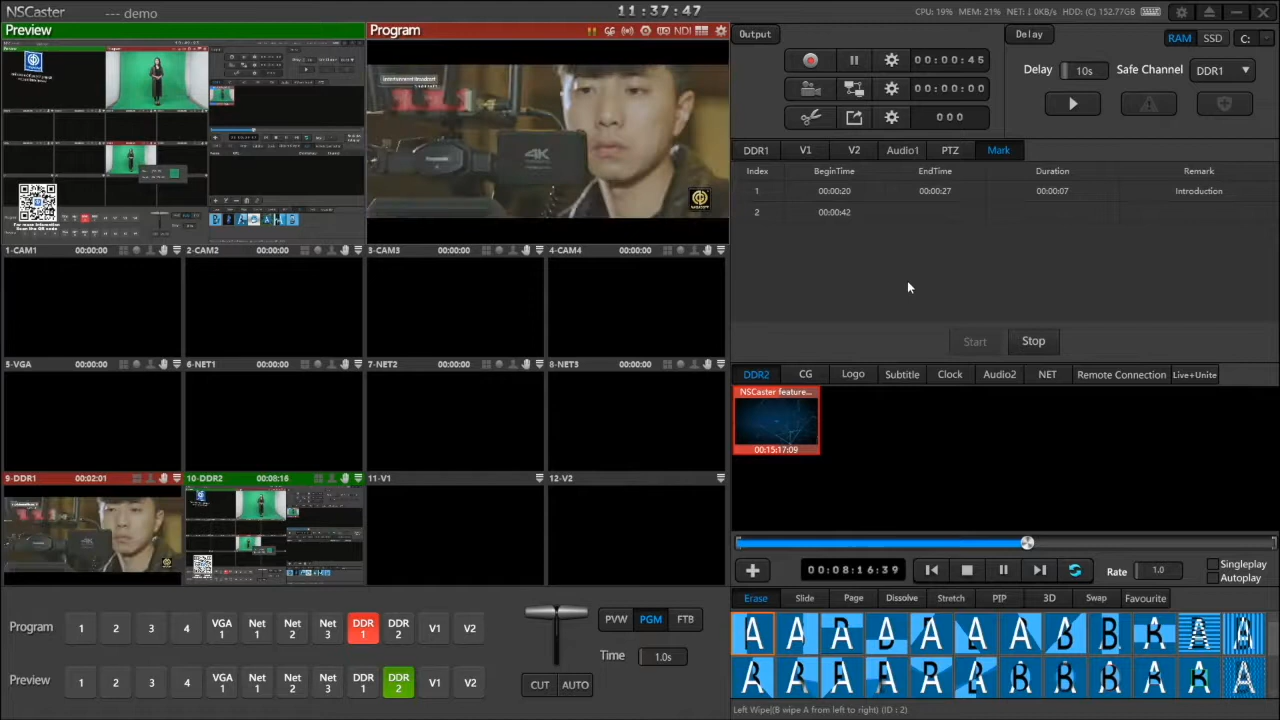 NSCaster --- demo 11:37:47 CPU: 19% MEM: 21% NET: ↓ 0KB/s HDD: (C) 152.77GB
Preview
Program
NDI
Intertainment Broadcast
4K
Panasonic
Output
Delay
RAM SSD C:
00:00:45
Delay 10s Safe Channel DDR1
00:00:00
000
DDR1 V1 V2 Audio1 PTZ Mark
Index BeginTime EndTime Duration Remark
1 00:00:20 00:00:27 00:00:07 Introduction
2 00:00:42
Start Stop
1-CAM1 00:00:00 2-CAM2 00:00:00 3-CAM3 00:00:00 4-CAM4 00:00:00
5-VGA 00:00:00 6-NET1 00:00:00 7-NET2 00:00:00 8-NET3 00:00:00
9-DDR1 00:02:01 10-DDR2 00:08:16 11-V1 12-V2
DDR2 CG Logo Subtitle Clock Audio2 NET Remote Connection Live+Unite
NSCaster feature...
00:15:17:09
00:08:16:39 Rate 1.0 Singleplay
Autoplay
Erase Slide Page Dissolve Stretch PIP 3D Swap Favourite
Program 1 2 3 4 VGA 1 Net 1 Net 2 Net 3 DDR 1 DDR 2 V1 V2
PVW PGM FTB
Time 1.0s
Preview 1 2 3 4 VGA 1 Net 1 Net 2 Net 3 DDR 1 DDR 2 V1 V2
CUT AUTO
Left Wipe|(B wipe A from left to right) (ID : 2)